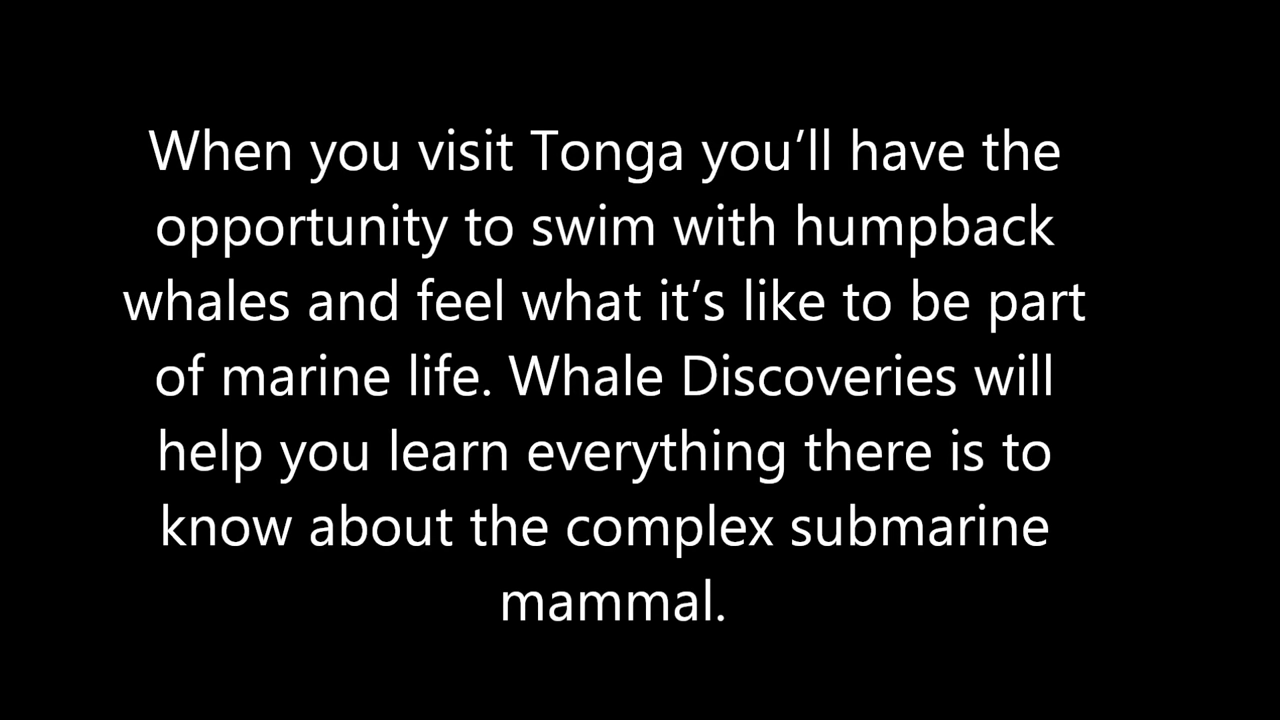 When you visit Tonga you’ll have the
opportunity to swim with humpback
whales and feel what it’s like to be part
of marine life. Whale Discoveries will
help you learn everything there is to
know about the complex submarine
mammal.